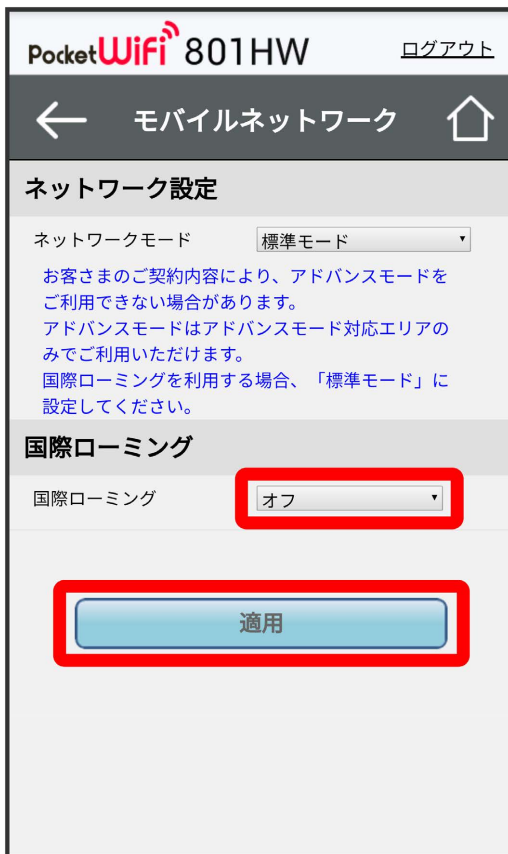 PocketWiFi 801HW ログアウト
モバイルネットワーク
ネットワーク設定
ネットワークモード 標準モード
お客さまのご契約内容により、アドバンスモードを
ご利用できない場合があります。
アドバンスモードはアドバンスモード対応エリアの
みでご利用いただけます。
国際ローミングを利用する場合、「標準モード」に
設定してください。
国際ローミング
国際ローミング オフ
適用